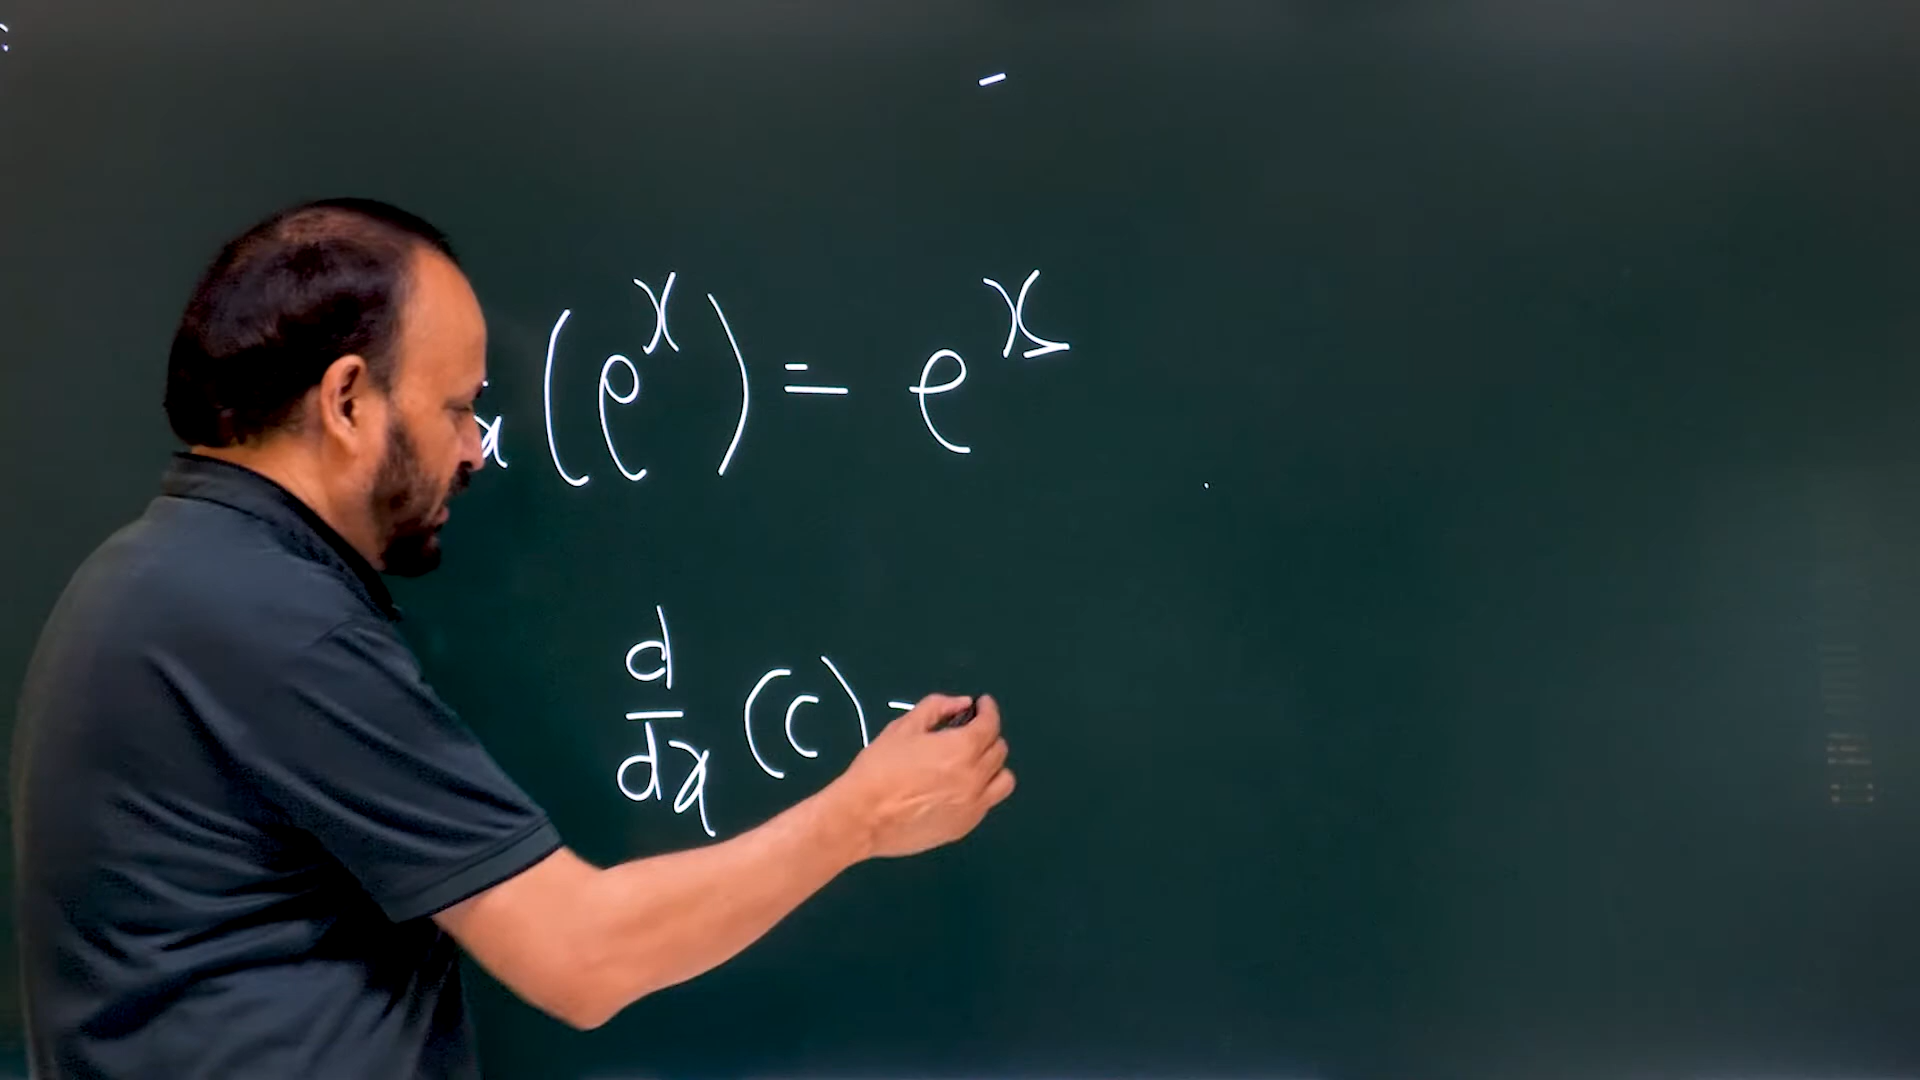 x (e^x) = e^x
d/dx (c) =